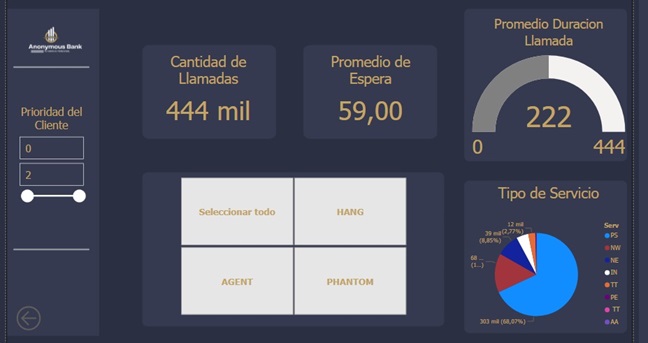 Anonymous Bank
Prioridad del
Cliente
0
2
Cantidad de
Llamadas
444 mil
Promedio de
Espera
59,00
Promedio Duracion
Llamada
222
0
444
Seleccionar todo
HANG
AGENT
PHANTOM
Tipo de Servicio
12 mil
(2,77%)
39 mil
(8,85%)
68 ...
(1...)
303 mil (68,07%)
Serv
PS
NW
NE
IN
TT
PE
TT
AA